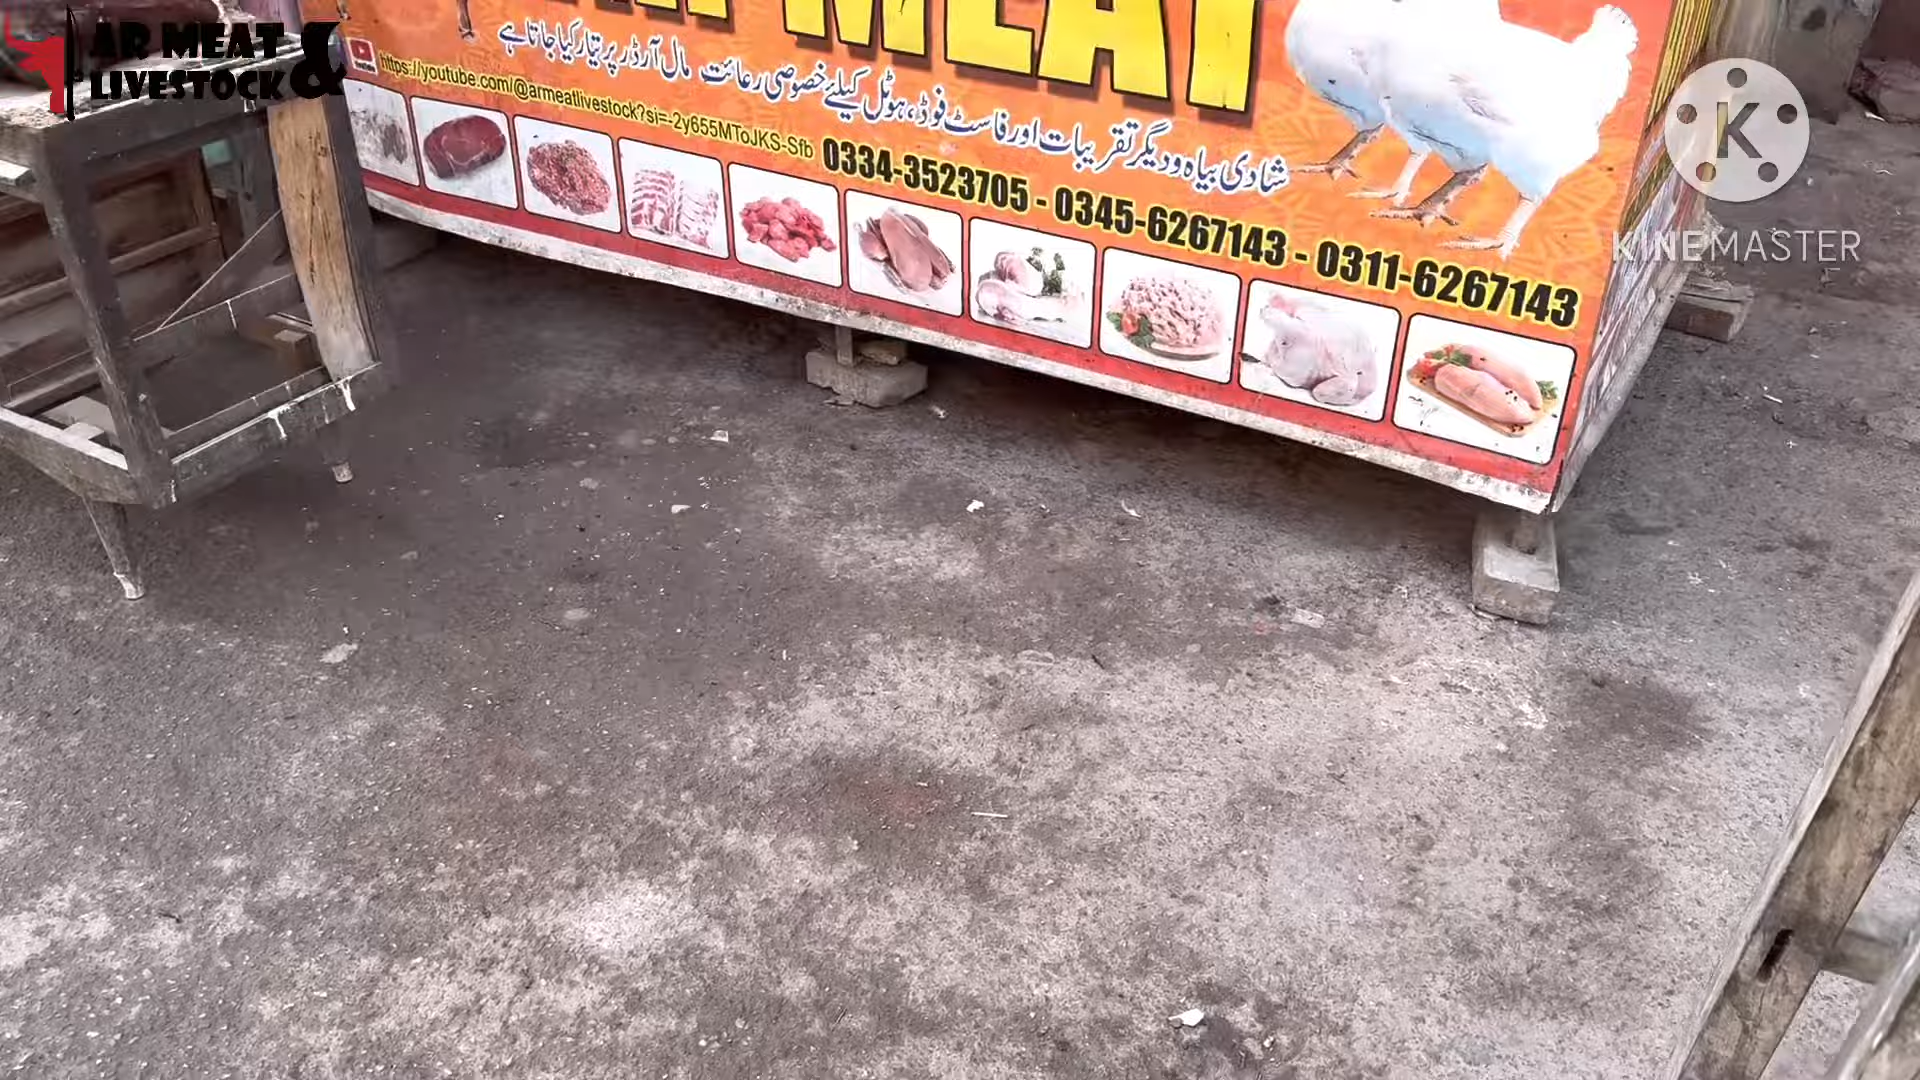 AR MEAT &
LIVESTOCK
MEAT
شادی بیاہ و دیگر تقریبات اور فاسٹ فوڈ، ہوٹل کیلئے خصوصی رعائت مال آرڈر پر تیار کیا جاتا ہے
https://youtube.com/@armeatlivestock?si=-2y655MToJKS-Sfb
0334-3523705 - 0345-6267143 - 0311-6267143
K
KINEMASTER